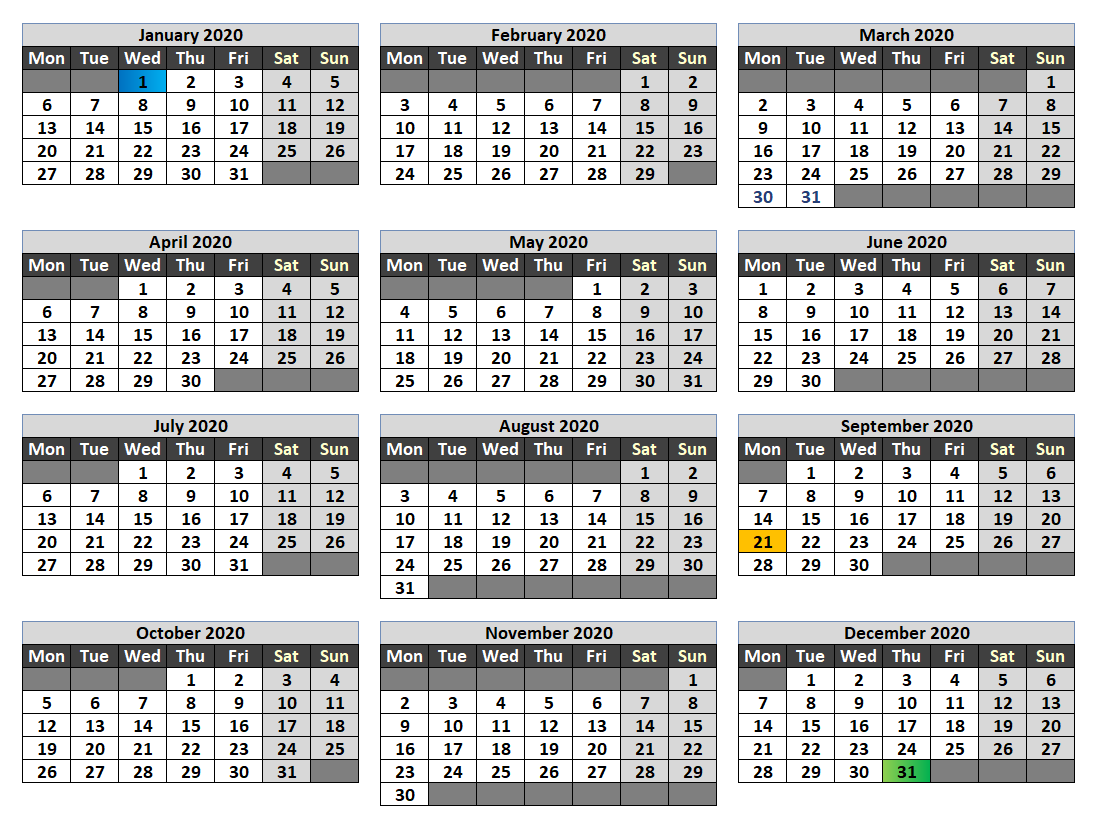 January 2020
Mon Tue Wed Thu Fri Sat Sun
1 2 3 4 5
6 7 8 9 10 11 12
13 14 15 16 17 18 19
20 21 22 23 24 25 26
27 28 29 30 31
February 2020
Mon Tue Wed Thu Fri Sat Sun
1 2
3 4 5 6 7 8 9
10 11 12 13 14 15 16
17 18 19 20 21 22 23
24 25 26 27 28 29
March 2020
Mon Tue Wed Thu Fri Sat Sun
1
2 3 4 5 6 7 8
9 10 11 12 13 14 15
16 17 18 19 20 21 22
23 24 25 26 27 28 29
30 31
April 2020
Mon Tue Wed Thu Fri Sat Sun
1 2 3 4 5
6 7 8 9 10 11 12
13 14 15 16 17 18 19
20 21 22 23 24 25 26
27 28 29 30
May 2020
Mon Tue Wed Thu Fri Sat Sun
1 2 3
4 5 6 7 8 9 10
11 12 13 14 15 16 17
18 19 20 21 22 23 24
25 26 27 28 29 30 31
June 2020
Mon Tue Wed Thu Fri Sat Sun
1 2 3 4 5 6 7
8 9 10 11 12 13 14
15 16 17 18 19 20 21
22 23 24 25 26 27 28
29 30
July 2020
Mon Tue Wed Thu Fri Sat Sun
1 2 3 4 5
6 7 8 9 10 11 12
13 14 15 16 17 18 19
20 21 22 23 24 25 26
27 28 29 30 31
August 2020
Mon Tue Wed Thu Fri Sat Sun
1 2
3 4 5 6 7 8 9
10 11 12 13 14 15 16
17 18 19 20 21 22 23
24 25 26 27 28 29 30
31
September 2020
Mon Tue Wed Thu Fri Sat Sun
1 2 3 4 5 6
7 8 9 10 11 12 13
14 15 16 17 18 19 20
21 22 23 24 25 26 27
28 29 30
October 2020
Mon Tue Wed Thu Fri Sat Sun
1 2 3 4
5 6 7 8 9 10 11
12 13 14 15 16 17 18
19 20 21 22 23 24 25
26 27 28 29 30 31
November 2020
Mon Tue Wed Thu Fri Sat Sun
1
2 3 4 5 6 7 8
9 10 11 12 13 14 15
16 17 18 19 20 21 22
23 24 25 26 27 28 29
30
December 2020
Mon Tue Wed Thu Fri Sat Sun
1 2 3 4 5 6
7 8 9 10 11 12 13
14 15 16 17 18 19 20
21 22 23 24 25 26 27
28 29 30 31